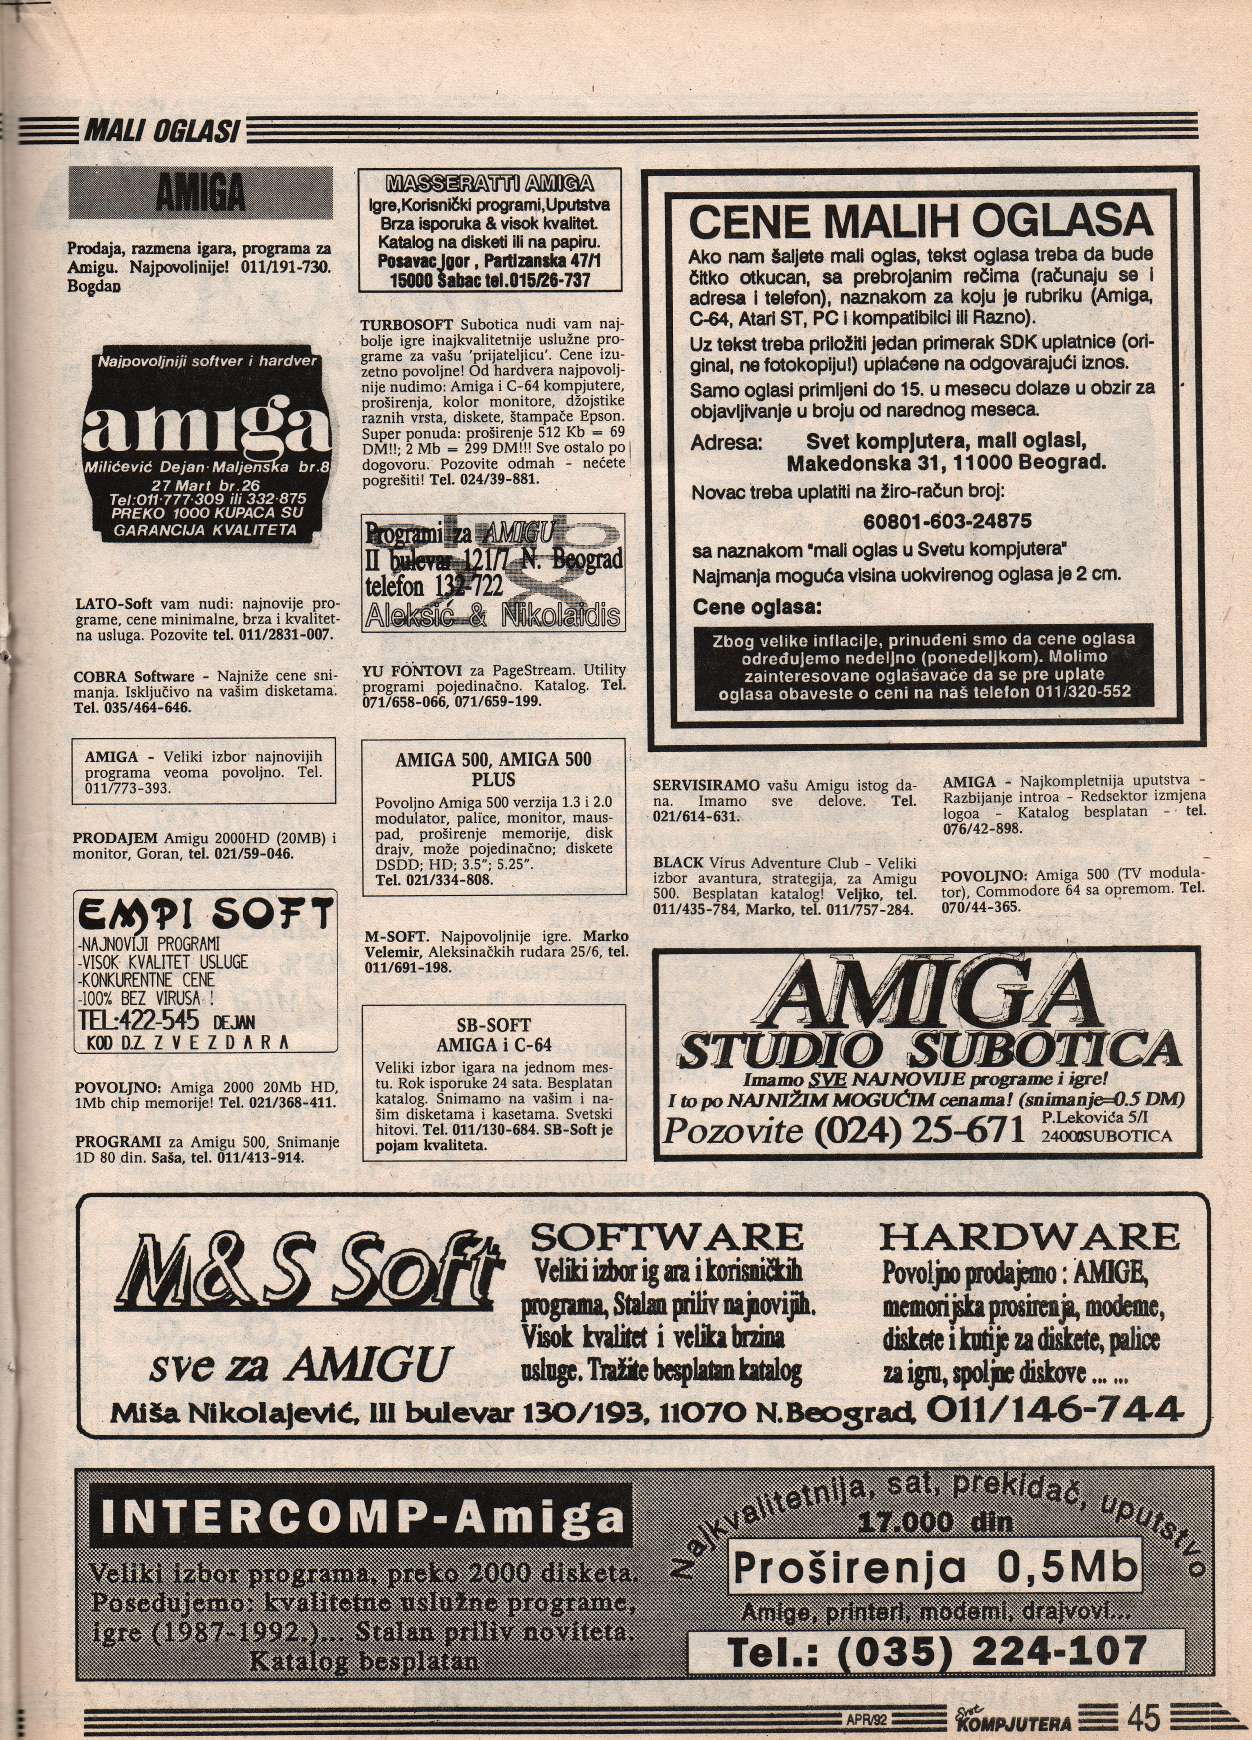 MALI OGLASI
AMIGA
Prodaja, razmena igara, programa za
Amigu. Najpovoljnije! 011/191-730.
Bogdan
Najpovoljniji softver i hardver
amiga
Milićević Dejan·Maljenska br.8
27 Mart br.26
Tel:011·777·309 ili 332·875
PREKO 1000 KUPACA SU
GARANCIJA KVALITETA
LATO-Soft vam nudi: najnovije pro-
grame, cene minimalne, brza i kvalitet-
na usluga. Pozovite tel. 011/2831-007.
COBRA Software - Najniže cene sni-
manja. Isključivo na vašim disketama.
Tel. 035/464-646.
AMIGA - Veliki izbor najnovijih
programa veoma povoljno. Tel.
011/773-393.
PRODAJEM Amigu 2000HD (20MB) i
monitor, Goran, tel. 021/59-046.
EMPI SOFT
-NAJNOVIJI PROGRAMI
-VISOK KVALITET USLUGE
-KONKURENTNE CENE
-100% BEZ VIRUSA !
TEL:422-545 DEJAN
KOD D.Z. Z V E Z D A R A
POVOLJNO: Amiga 2000 20Mb HD,
1Mb chip memorije! Tel. 021/368-411.
PROGRAMI za Amigu 500, Snimanje
1D 80 din. Saša, tel. 011/413-914.
MASSERATTI AMIGA
Igre,Korisnički programi,Uputstva
Brza isporuka & visok kvalitet.
Katalog na disketi ili na papiru.
Posavac Igor , Partizanska 47/1
15000 Šabac tel.015/26-737
TURBOSOFT Subotica nudi vam naj-
bolje igre inajkvalitetnije uslužne pro-
grame za vašu 'prijateljicu'. Cene izu-
zetno povoljne! Od hardvera najpovolj-
nije nudimo: Amiga i C-64 kompjutere,
proširenja, kolor monitore, džojstike
raznih vrsta, diskete, štampače Epson.
Super ponuda: proširenje 512 Kb = 69
DM!!; 2 Mb = 299 DM!!! Sve ostalo po
dogovoru. Pozovite odmah - nećete
pogrešiti! Tel. 024/39-881.
club
28
Programi za AMIGU
II bulevar 121/7 N. Beograd
telefon 132-722
Aleksić & Nikolaidis
YU FONTOVI za PageStream. Utility
programi pojedinačno. Katalog. Tel.
071/658-066, 071/659-199.
AMIGA 500, AMIGA 500
PLUS
Povoljno Amiga 500 verzija 1.3 i 2.0
modulator, palice, monitor, maus-
pad, proširenje memorije, disk
drajv, može pojedinačno; diskete
DSDD; HD; 3.5"; 5.25".
Tel. 021/334-808.
M-SOFT. Najpovoljnije igre. Marko
Velemir, Aleksinačkih rudara 25/6, tel.
011/691-198.
SB-SOFT
AMIGA i C-64
Veliki izbor igara na jednom mes-
tu. Rok isporuke 24 sata. Besplatan
katalog. Snimamo na vašim i na-
šim disketama i kasetama. Svetski
hitovi. Tel. 011/130-684. SB-Soft je
pojam kvaliteta.
CENE MALIH OGLASA
Ako nam šaljete mali oglas, tekst oglasa treba da bude
čitko otkucan, sa prebrojanim rečima (računaju se i
adresa i telefon), naznakom za koju je rubriku (Amiga,
C-64, Atari ST, PC i kompatibilci ili Razno).
Uz tekst treba priložiti jedan primerak SDK uplatnice (ori-
ginal, ne fotokopiju!) uplaćene na odgovarajući iznos.
Samo oglasi primljeni do 15. u mesecu dolaze u obzir za
objavljivanje u broju od narednog meseca.
Adresa: Svet kompjutera, mali oglasi,
Makedonska 31, 11000 Beograd.
Novac treba uplatiti na žiro-račun broj:
60801-603-24875
sa naznakom "mali oglas u Svetu kompjutera"
Najmanja moguća visina uokvirenog oglasa je 2 cm.
Cene oglasa:
Zbog velike inflacije, prinuđeni smo da cene oglasa
određujemo nedeljno (ponedeljkom). Molimo
zainteresovane oglašavače da se pre uplate
oglasa obaveste o ceni na naš telefon 011/320-552
SERVISIRAMO vašu Amigu istog da-
na. Imamo sve delove. Tel.
021/614-631.
BLACK Virus Adventure Club - Veliki
izbor avantura, strategija, za Amigu
500. Besplatan katalog! Veljko, tel.
011/435-784, Marko, tel. 011/757-284.
AMIGA - Najkompletnija uputstva -
Razbijanje introa - Redsektor izmjena
logoa - Katalog besplatan - tel.
076/42-898.
POVOLJNO: Amiga 500 (TV modula-
tor), Commodore 64 sa opremom. Tel.
070/44-365.
AMIGA
STUDIO SUBOTICA
Imamo SVE NAJNOVIJE programe i igre!
I to po NAJNIŽIM MOGUĆIM cenama! (snimanje=0.5 DM)
Pozovite (024) 25-671 P.Lekovića 5/I
24000SUBOTICA
M&S Soft
sve za AMIGU
SOFTWARE
Veliki izbor ig ara i korisničkih
programa, Stalan priliv najnovijih.
Visok kvalitet i velika brzina
usluge. Tražite besplatan katalog
HARDWARE
Povoljno prodajemo : AMIGE,
memorijska prosirenja, modeme,
diskete i kutije za diskete, palice
za igru, spoljne diskove ... ...
Miša Nikolajević, III bulevar 130/193, 11070 N.Beograd, 011/146-744
INTERCOMP-Amiga
Veliki izbor programa, preko 2000 disketa.
Posedujemo: kvalitetne uslužne programe,
igre (1987-1992.)... Stalan priliv noviteta.
Katalog besplatan
Najkvalitetnija, sat, prekidač, uputstvo
17.000 din
Proširenja 0,5Mb
Amige, printeri, modemi, drajvovi...
Tel.: (035) 224-107
APR/92 Svet KOMPJUTERA 45